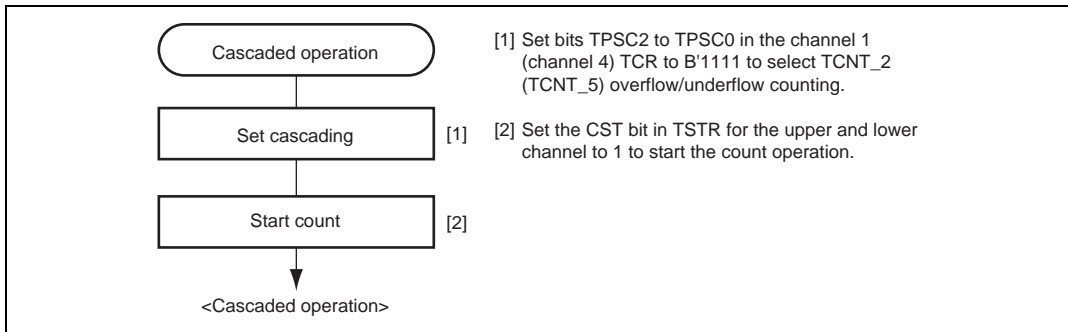 Cascaded operation
Set cascading
[1]
Start count
[2]
<Cascaded operation>
[1] Set bits TPSC2 to TPSC0 in the channel 1
(channel 4) TCR to B'1111 to select TCNT_2
(TCNT_5) overflow/underflow counting.
[2] Set the CST bit in TSTR for the upper and lower
channel to 1 to start the count operation.